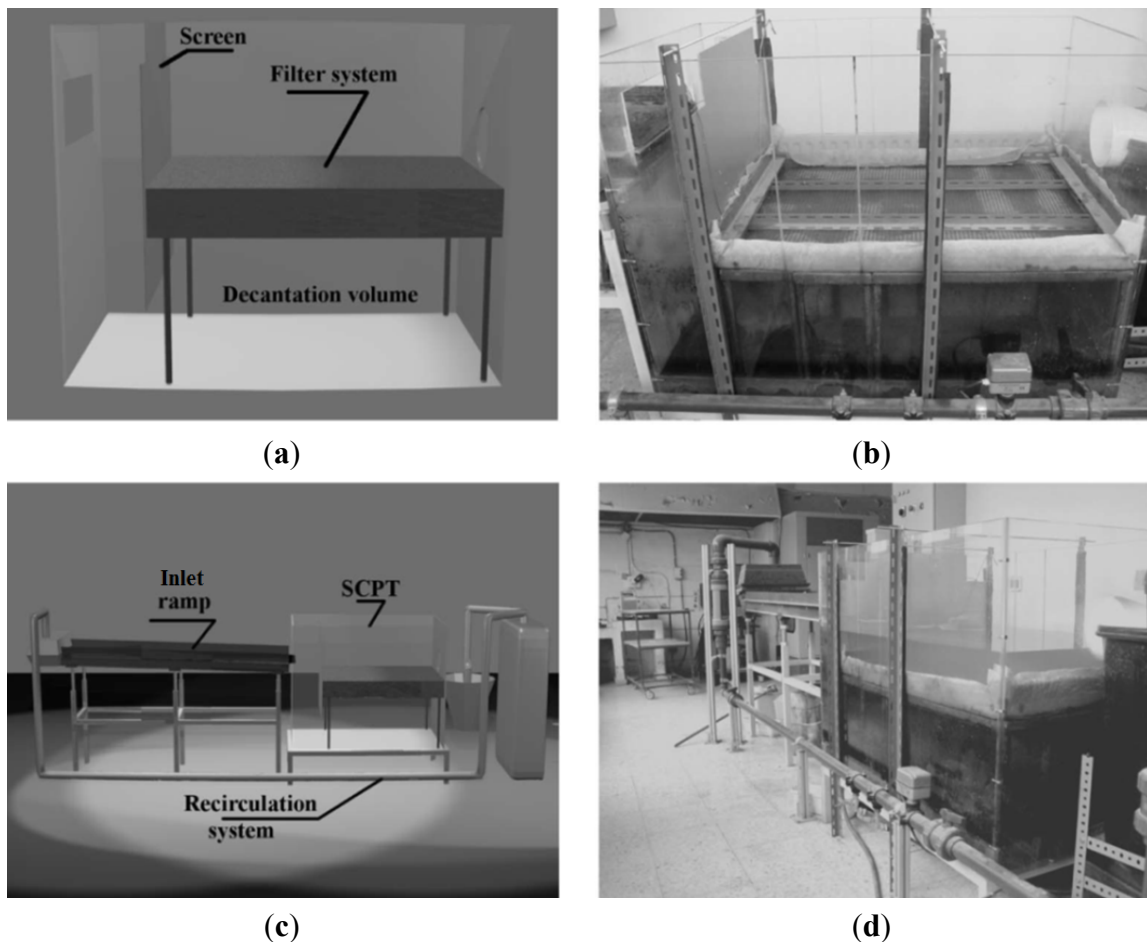 Screen
Filter system
Decantation volume
(a)
(b)
Inlet
ramp
SCPT
Recirculation
system
(c)
(d)